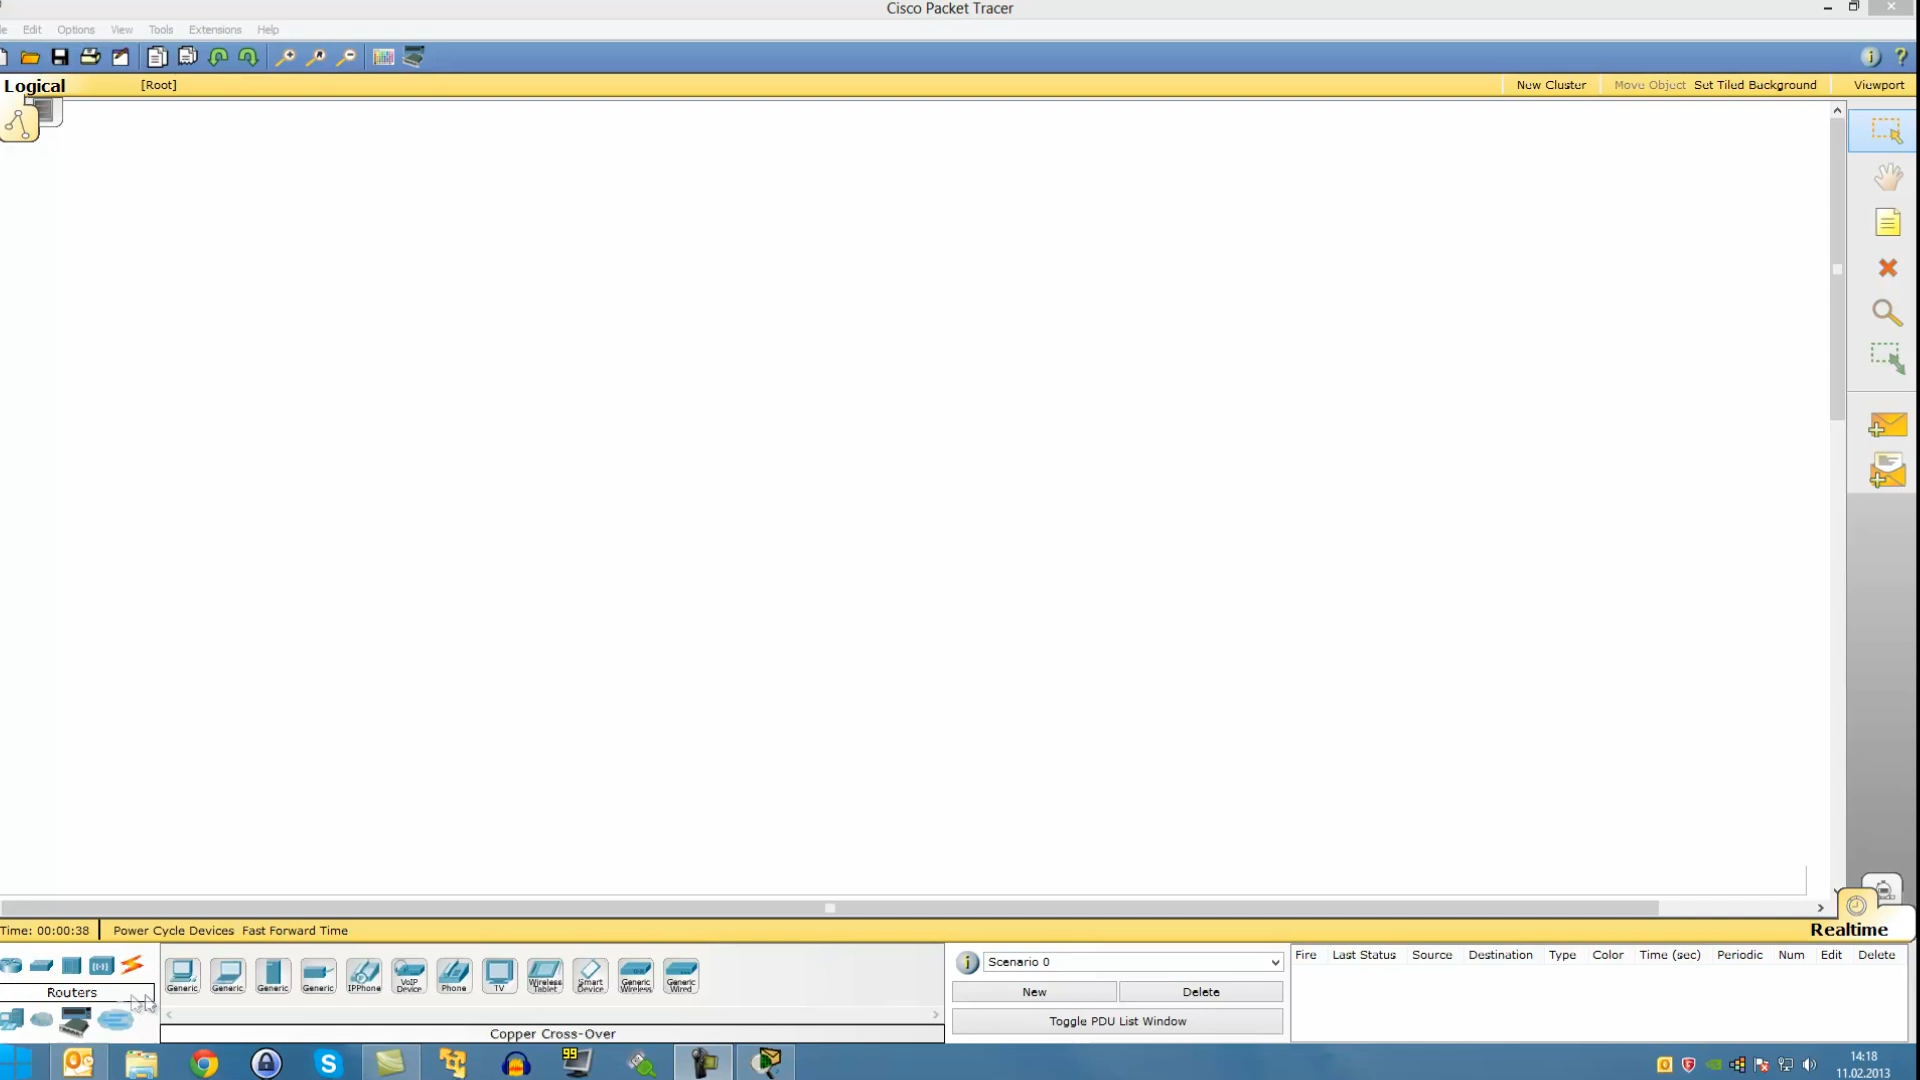 Cisco Packet Tracer
Edit Options View Tools Extensions Help
Logical [Root] New Cluster Move Object Set Tiled Background Viewport
Time: 00:00:38 Power Cycle Devices Fast Forward Time Realtime
Routers
Generic Generic Generic Generic IPPhone VoIP Device Phone TV Wireless Tablet Smart Device Generic Wireless Generic Wired
Copper Cross-Over
Scenario 0
New Delete
Toggle PDU List Window
Fire Last Status Source Destination Type Color Time (sec) Periodic Num Edit Delete
99
14:18
11.02.2013